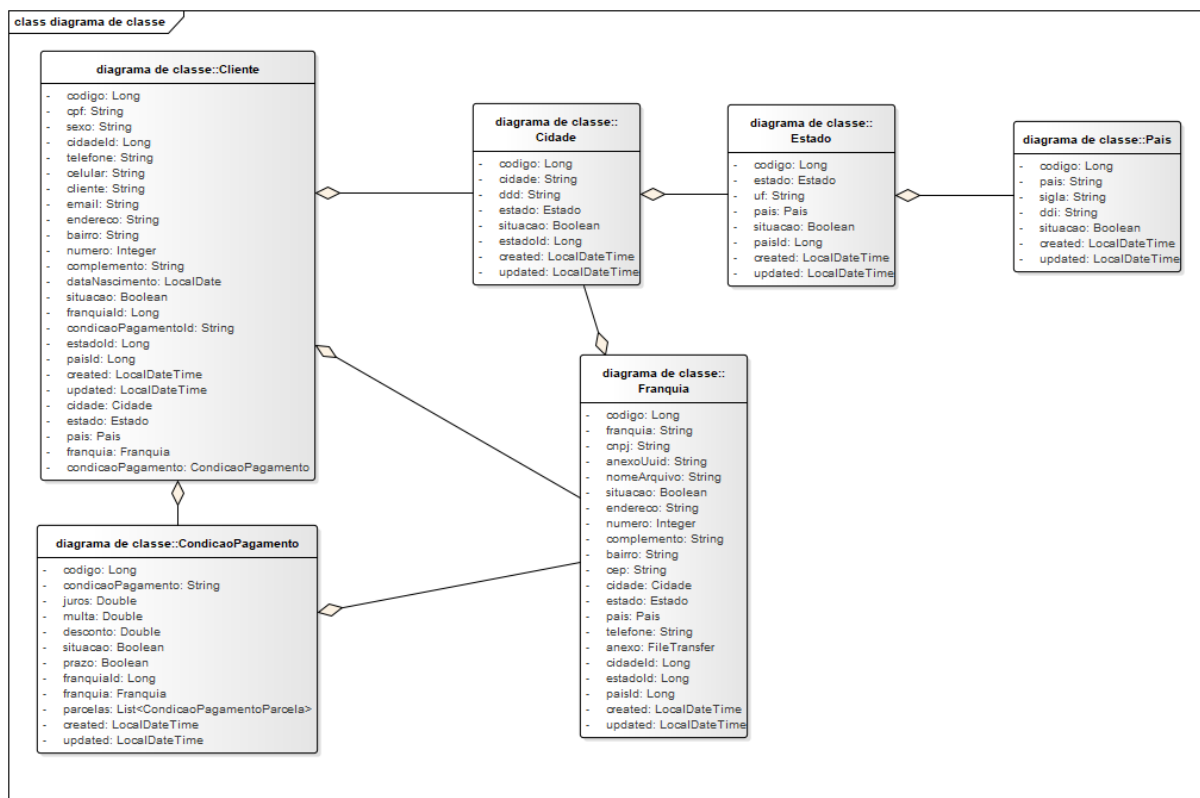 class diagrama de classe
diagrama de classe::Cliente
- codigo: Long
- cpf: String
- sexo: String
- cidadeId: Long
- telefone: String
- celular: String
- cliente: String
- email: String
- endereco: String
- bairro: String
- numero: Integer
- complemento: String
- dataNascimento: LocalDate
- situacao: Boolean
- franquiaId: Long
- condicaoPagamentoId: String
- estadoId: Long
- paisId: Long
- created: LocalDateTime
- updated: LocalDateTime
- cidade: Cidade
- estado: Estado
- pais: Pais
- franquia: Franquia
- condicaoPagamento: CondicaoPagamento
diagrama de classe::
Cidade
- codigo: Long
- cidade: String
- ddd: String
- estado: Estado
- situacao: Boolean
- estadoId: Long
- created: LocalDateTime
- updated: LocalDateTime
diagrama de classe::
Estado
- codigo: Long
- estado: Estado
- uf: String
- pais: Pais
- situacao: Boolean
- paisId: Long
- created: LocalDateTime
- updated: LocalDateTime
diagrama de classe::Pais
- codigo: Long
- pais: String
- sigla: String
- ddi: String
- situacao: Boolean
- created: LocalDateTime
- updated: LocalDateTime
diagrama de classe::
Franquia
- codigo: Long
- franquia: String
- cnpj: String
- anexoUuid: String
- nomeArquivo: String
- situacao: Boolean
- endereco: String
- numero: Integer
- complemento: String
- bairro: String
- cep: String
- cidade: Cidade
- estado: Estado
- pais: Pais
- telefone: String
- anexo: FileTransfer
- cidadeId: Long
- estadoId: Long
- paisId: Long
- created: LocalDateTime
- updated: LocalDateTime
diagrama de classe::CondicaoPagamento
- codigo: Long
- condicaoPagamento: String
- juros: Double
- multa: Double
- desconto: Double
- situacao: Boolean
- prazo: Boolean
- franquiaId: Long
- franquia: Franquia
- parcelas: List<CondicaoPagamentoParcela>
- created: LocalDateTime
- updated: LocalDateTime